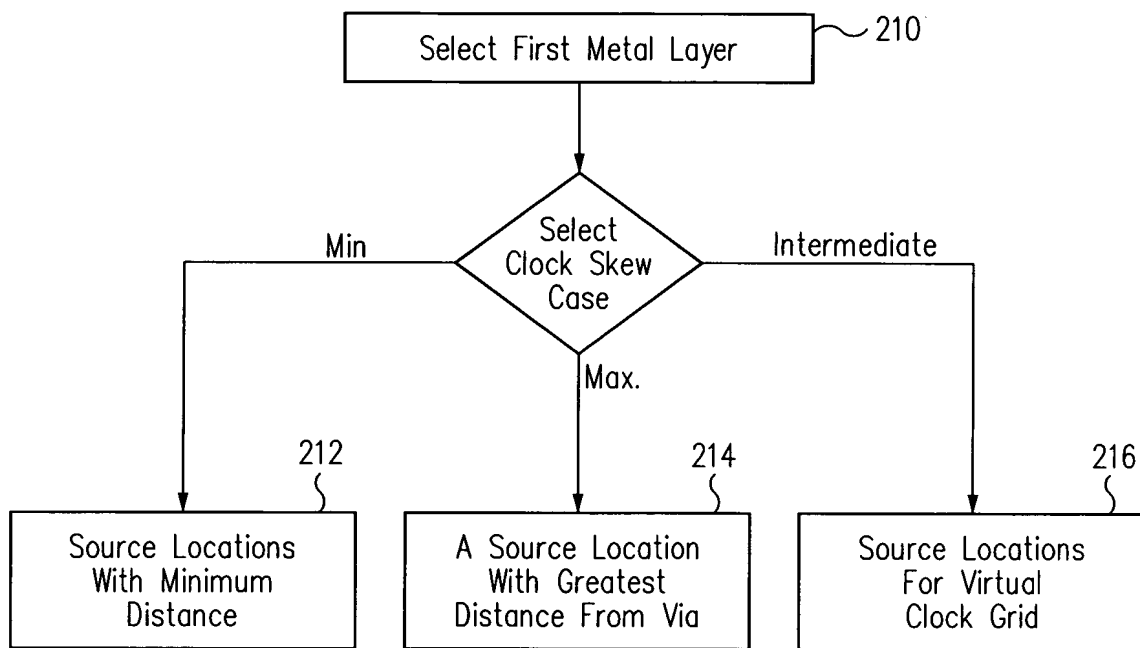 Select First Metal Layer
210
Select
Clock Skew
Case
Min
Intermediate
Max.
212
Source Locations
With Minimum
Distance
214
A Source Location
With Greatest
Distance From Via
216
Source Locations
For Virtual
Clock Grid